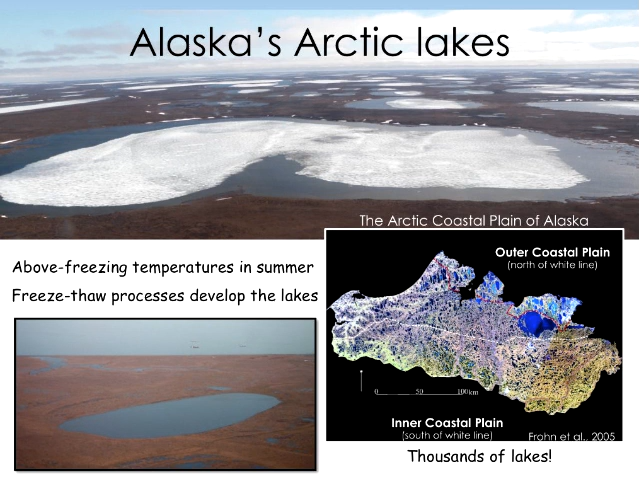 Alaska's Arctic lakes
The Arctic Coastal Plain of Alaska
Above-freezing temperatures in summer
Freeze-thaw processes develop the lakes
Outer Coastal Plain
(north of white line)
0 50 100km
Inner Coastal Plain
(south of white line)
Frohn et al., 2005
Thousands of lakes!